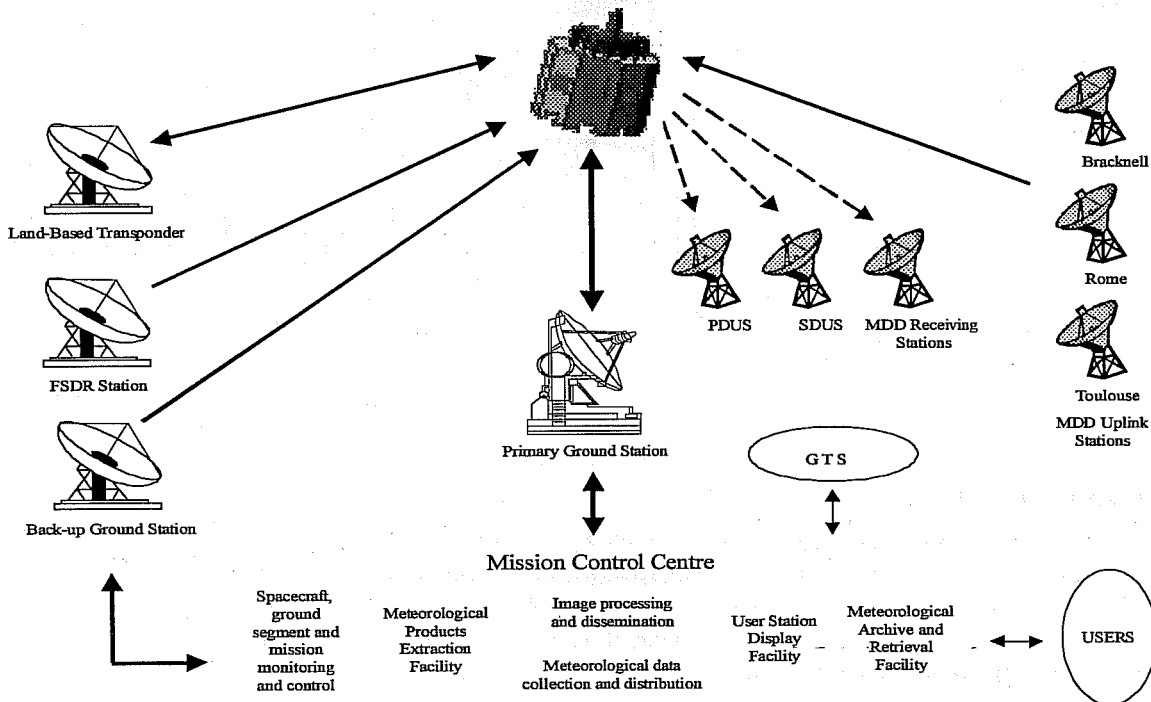 Bracknell
Land-Based Transponder
Rome
PDUS
SDUS
MDD Receiving
Stations
FSDR Station
Toulouse
MDD Uplink
Stations
Primary Ground Station
GTS
Back-up Ground Station
Mission Control Centre
Spacecraft,
ground
segment and
mission
monitoring
and control
Meteorological
Products
Extraction
Facility
Image processing
and dissemination
Meteorological data
collection and distribution
User Station
Display
Facility
Meteorological
Archive and
Retrieval
Facility
USERS